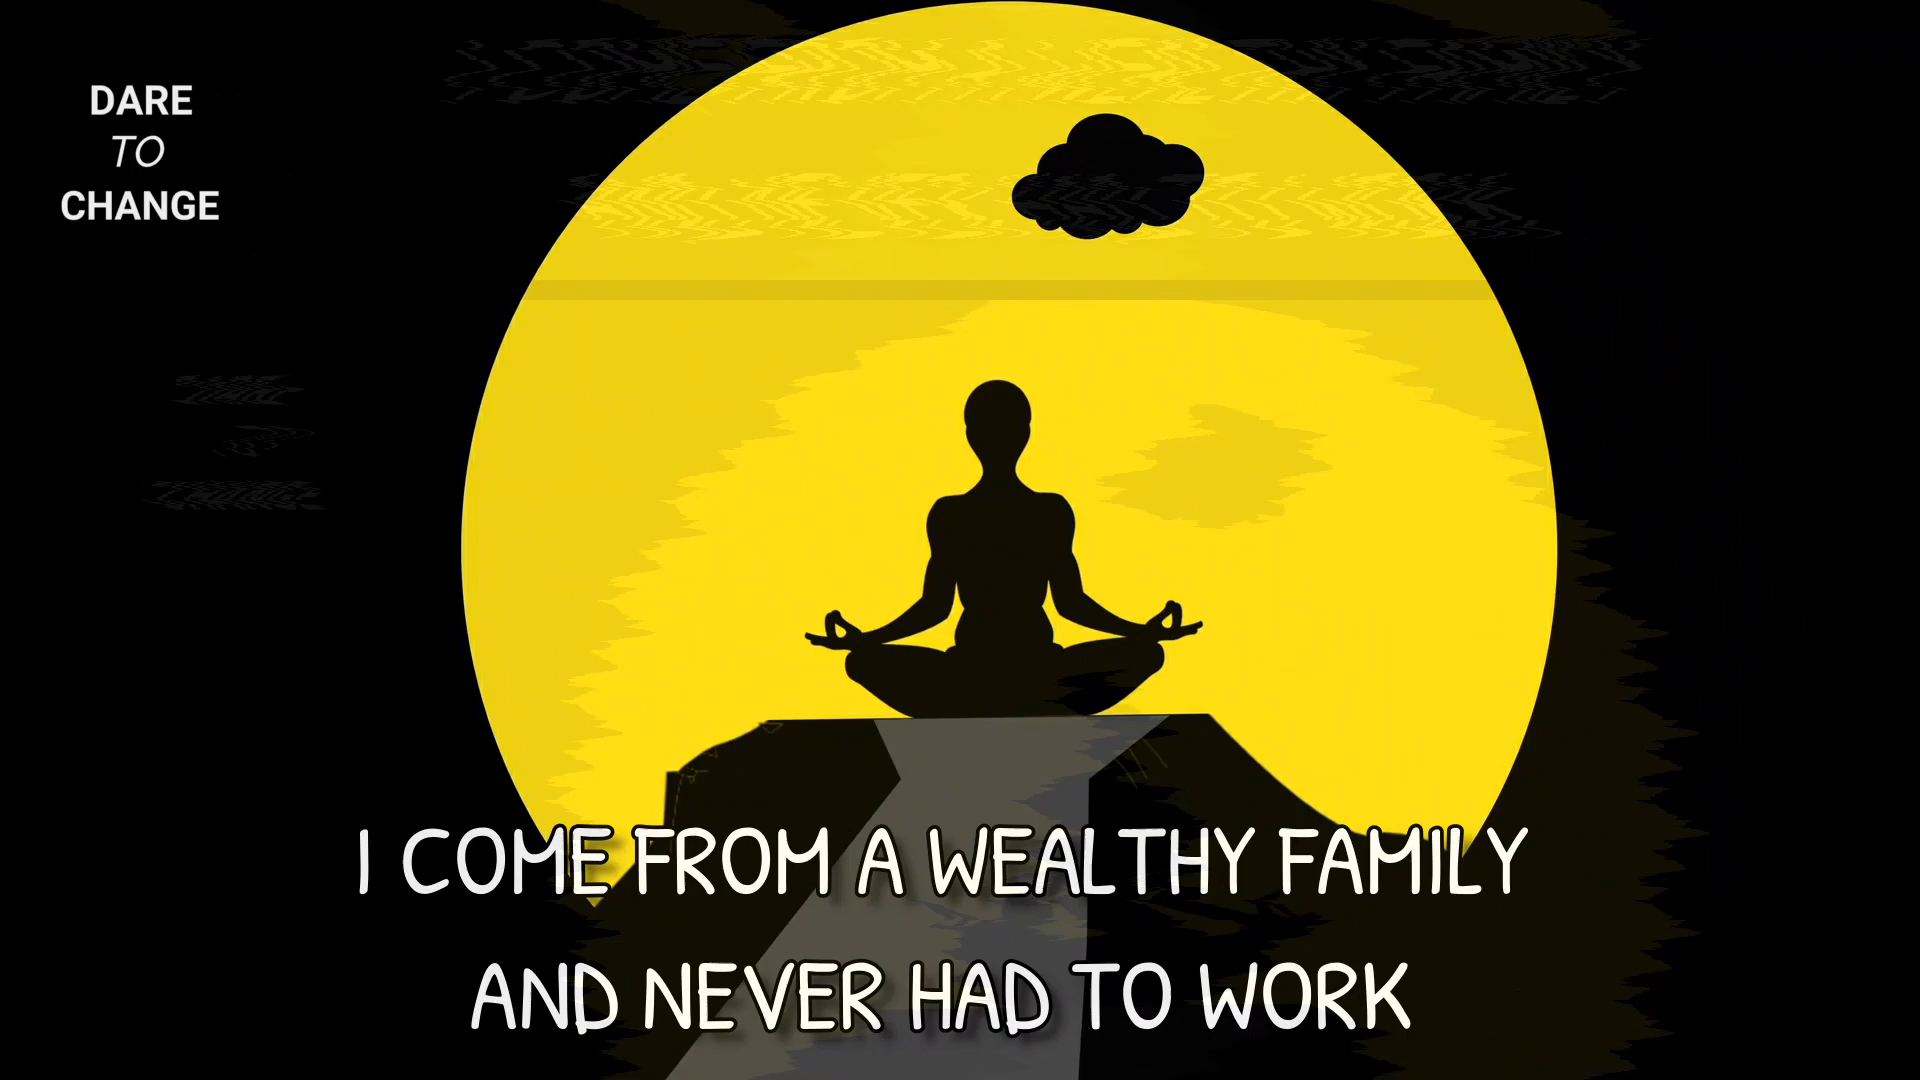 DARE
TO
CHANGE
I COME FROM A WEALTHY FAMILY
AND NEVER HAD TO WORK